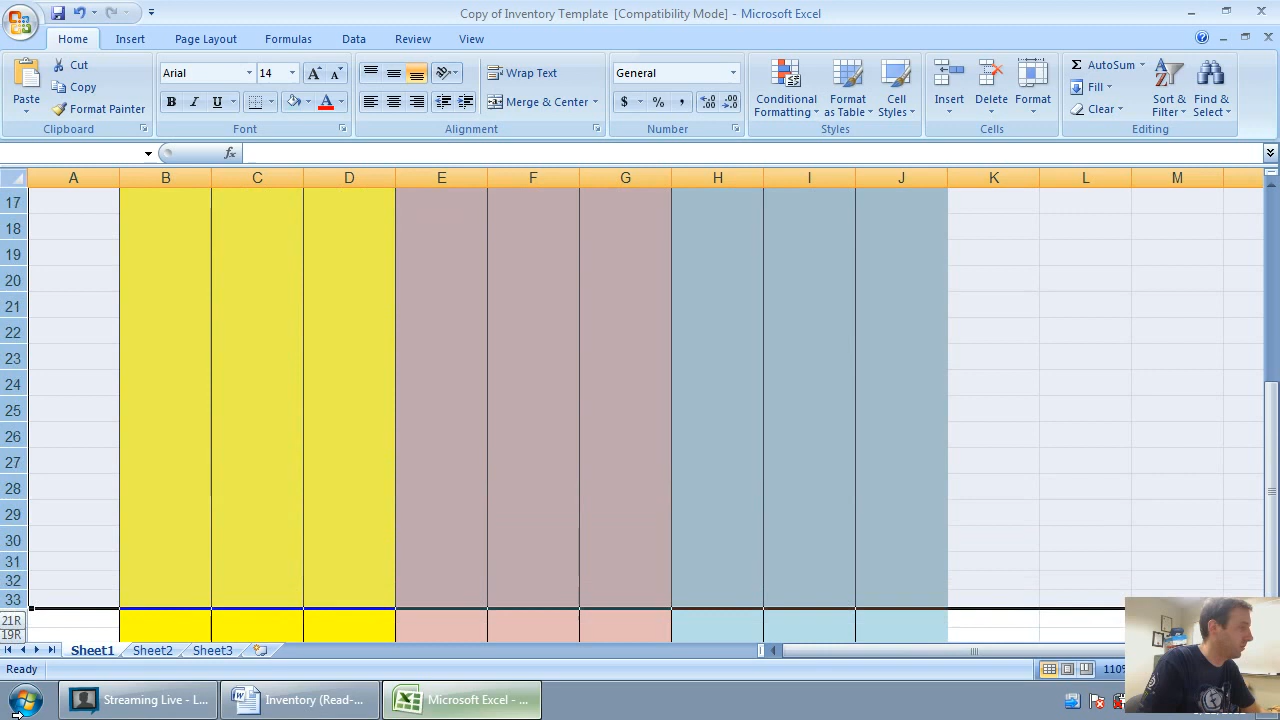 Copy of Inventory Template [Compatibility Mode] - Microsoft Excel
Home Insert Page Layout Formulas Data Review View
Paste Cut Copy Format Painter Clipboard
Arial 14 B I U A Font
Wrap Text Merge & Center Alignment
General $ % , Number
Conditional Formatting Format as Table Cell Styles Styles
Insert Delete Format Cells
Σ AutoSum Fill Clear Sort & Filter Find & Select Editing
fx
A B C D E F G H I J K L M
17
18
19
20
21
22
23
24
25
26
27
28
29
30
31
32
33
21R
19R
Sheet1 Sheet2 Sheet3
Ready 110%
Streaming Live - L... Inventory (Read-... Microsoft Excel - ...